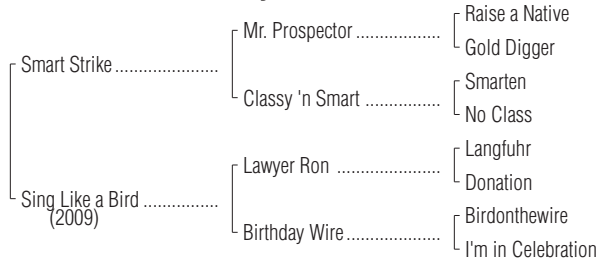 Raise a Native
Mr. Prospector ..................
Gold Digger
Smart Strike ......................
Smarten
Classy 'n Smart ................
No Class
Langfuhr
Lawyer Ron ......................
Donation
Sing Like a Bird ................
(2009)
Birdonthewire
Birthday Wire ....................
I'm in Celebration